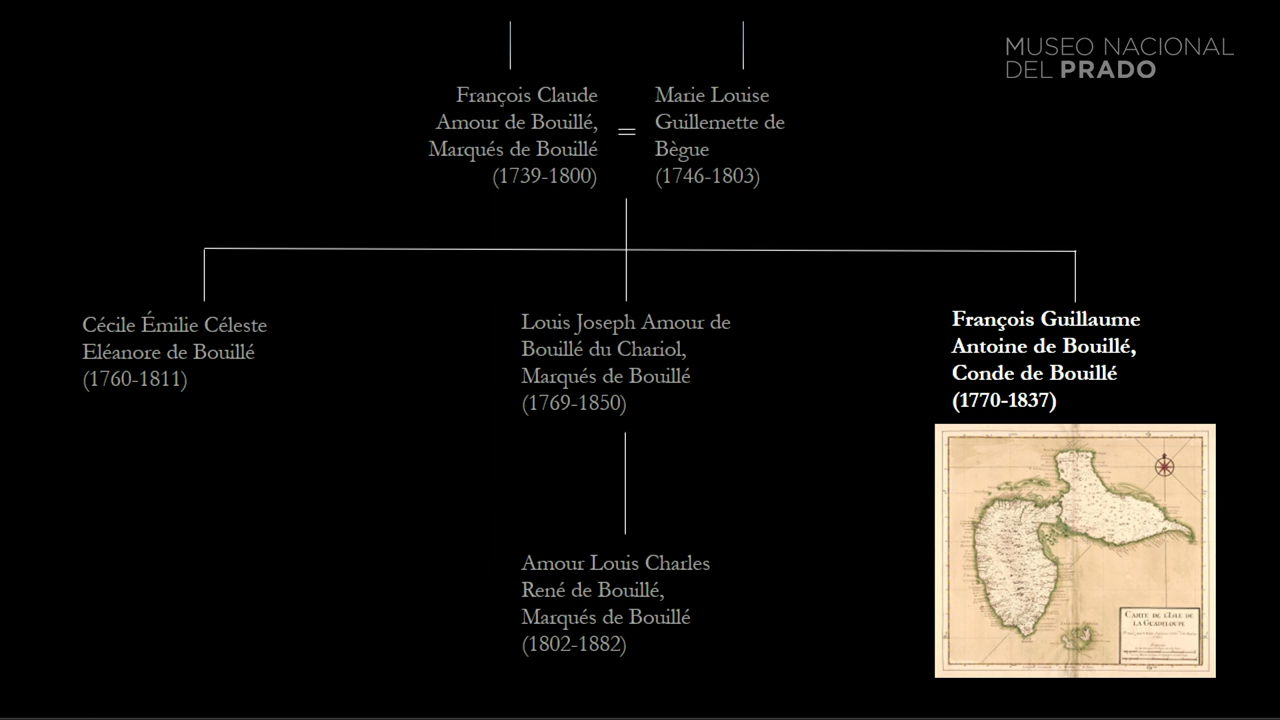 MUSEO NACIONAL
DEL PRADO
François Claude
Amour de Bouillé,
Marqués de Bouillé
(1739-1800)
=
Marie Louise
Guillemette de
Bègue
(1746-1803)
Cécile Émilie Céleste
Eléanore de Bouillé
(1760-1811)
Louis Joseph Amour de
Bouillé du Chariol,
Marqués de Bouillé
(1769-1850)
François Guillaume
Antoine de Bouillé,
Conde de Bouillé
(1770-1837)
Amour Louis Charles
René de Bouillé,
Marqués de Bouillé
(1802-1882)
CARTE DE L'ISLE DE
LA GUADELOUPE